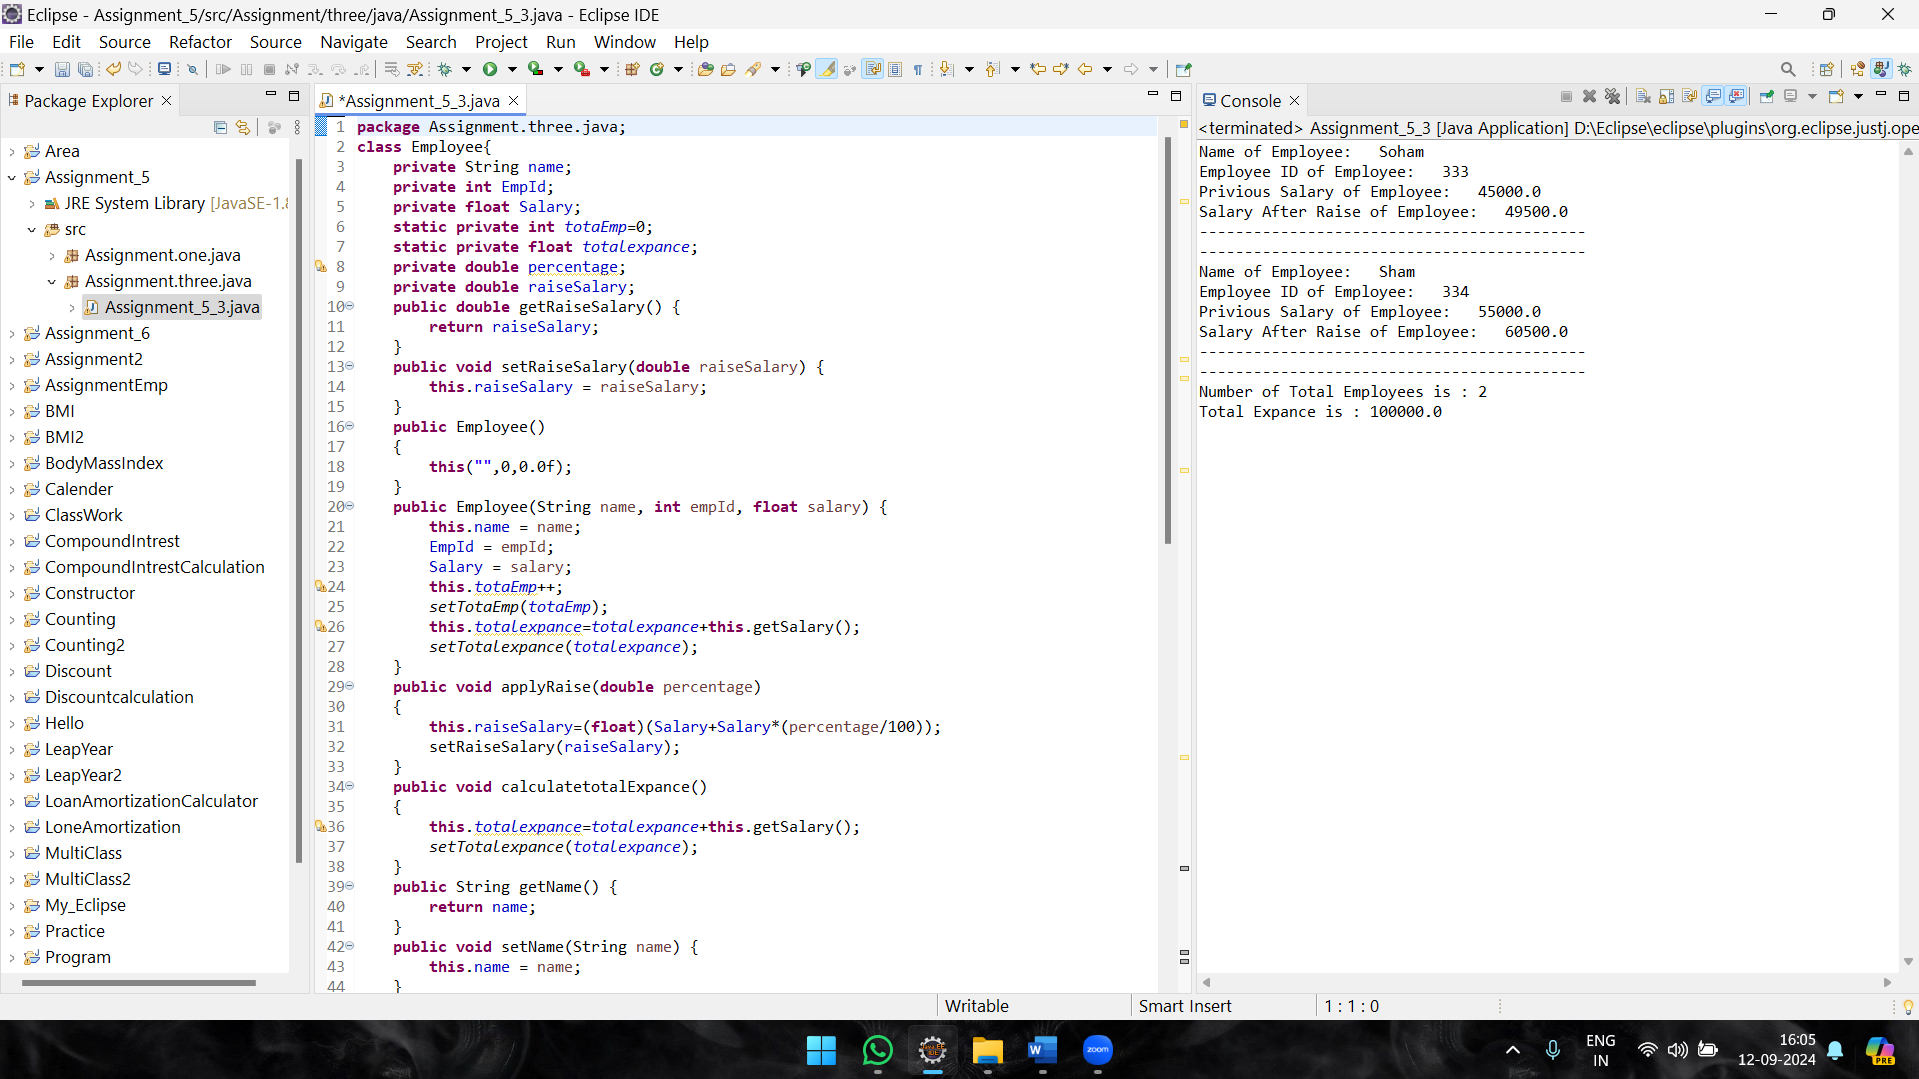 Eclipse - Assignment_5/src/Assignment/three/java/Assignment_5_3.java - Eclipse IDE
File Edit Source Refactor Source Navigate Search Project Run Window Help
Package Explorer
Area
Assignment_5
JRE System Library [JavaSE-1.8
src
Assignment.one.java
Assignment.three.java
Assignment_5_3.java
Assignment_6
Assignment2
AssignmentEmp
BMI
BMI2
BodyMassIndex
Calender
ClassWork
CompoundIntrest
CompoundIntrestCalculation
Constructor
Counting
Counting2
Discount
Discountcalculation
Hello
LeapYear
LeapYear2
LoanAmortizationCalculator
LoneAmortization
MultiClass
MultiClass2
My_Eclipse
Practice
Program
*Assignment_5_3.java
1 package Assignment.three.java;
2 class Employee{
3 private String name;
4 private int EmpId;
5 private float Salary;
6 static private int totaEmp=0;
7 static private float totalexpance;
8 private double percentage;
9 private double raiseSalary;
10 public double getRaiseSalary() {
11 return raiseSalary;
12 }
13 public void setRaiseSalary(double raiseSalary) {
14 this.raiseSalary = raiseSalary;
15 }
16 public Employee()
17 {
18 this("",0,0.0f);
19 }
20 public Employee(String name, int empId, float salary) {
21 this.name = name;
22 EmpId = empId;
23 Salary = salary;
24 this.totaEmp++;
25 setTotaEmp(totaEmp);
26 this.totalexpance=totalexpance+this.getSalary();
27 setTotalexpance(totalexpance);
28 }
29 public void applyRaise(double percentage)
30 {
31 this.raiseSalary=(float)(Salary+Salary*(percentage/100));
32 setRaiseSalary(raiseSalary);
33 }
34 public void calculatetotalExpance()
35 {
36 this.totalexpance=totalexpance+this.getSalary();
37 setTotalexpance(totalexpance);
38 }
39 public String getName() {
40 return name;
41 }
42 public void setName(String name) {
43 this.name = name;
44 }
Console
<terminated> Assignment_5_3 [Java Application] D:\Eclipse\eclipse\plugins\org.eclipse.justj.ope
Name of Employee: Soham
Employee ID of Employee: 333
Privious Salary of Employee: 45000.0
Salary After Raise of Employee: 49500.0
-------------------------------------------
-------------------------------------------
Name of Employee: Sham
Employee ID of Employee: 334
Privious Salary of Employee: 55000.0
Salary After Raise of Employee: 60500.0
-------------------------------------------
-------------------------------------------
Number of Total Employees is : 2
Total Expance is : 100000.0
Writable Smart Insert 1 : 1 : 0
zoom
ENG
IN
16:05
12-09-2024
PRE